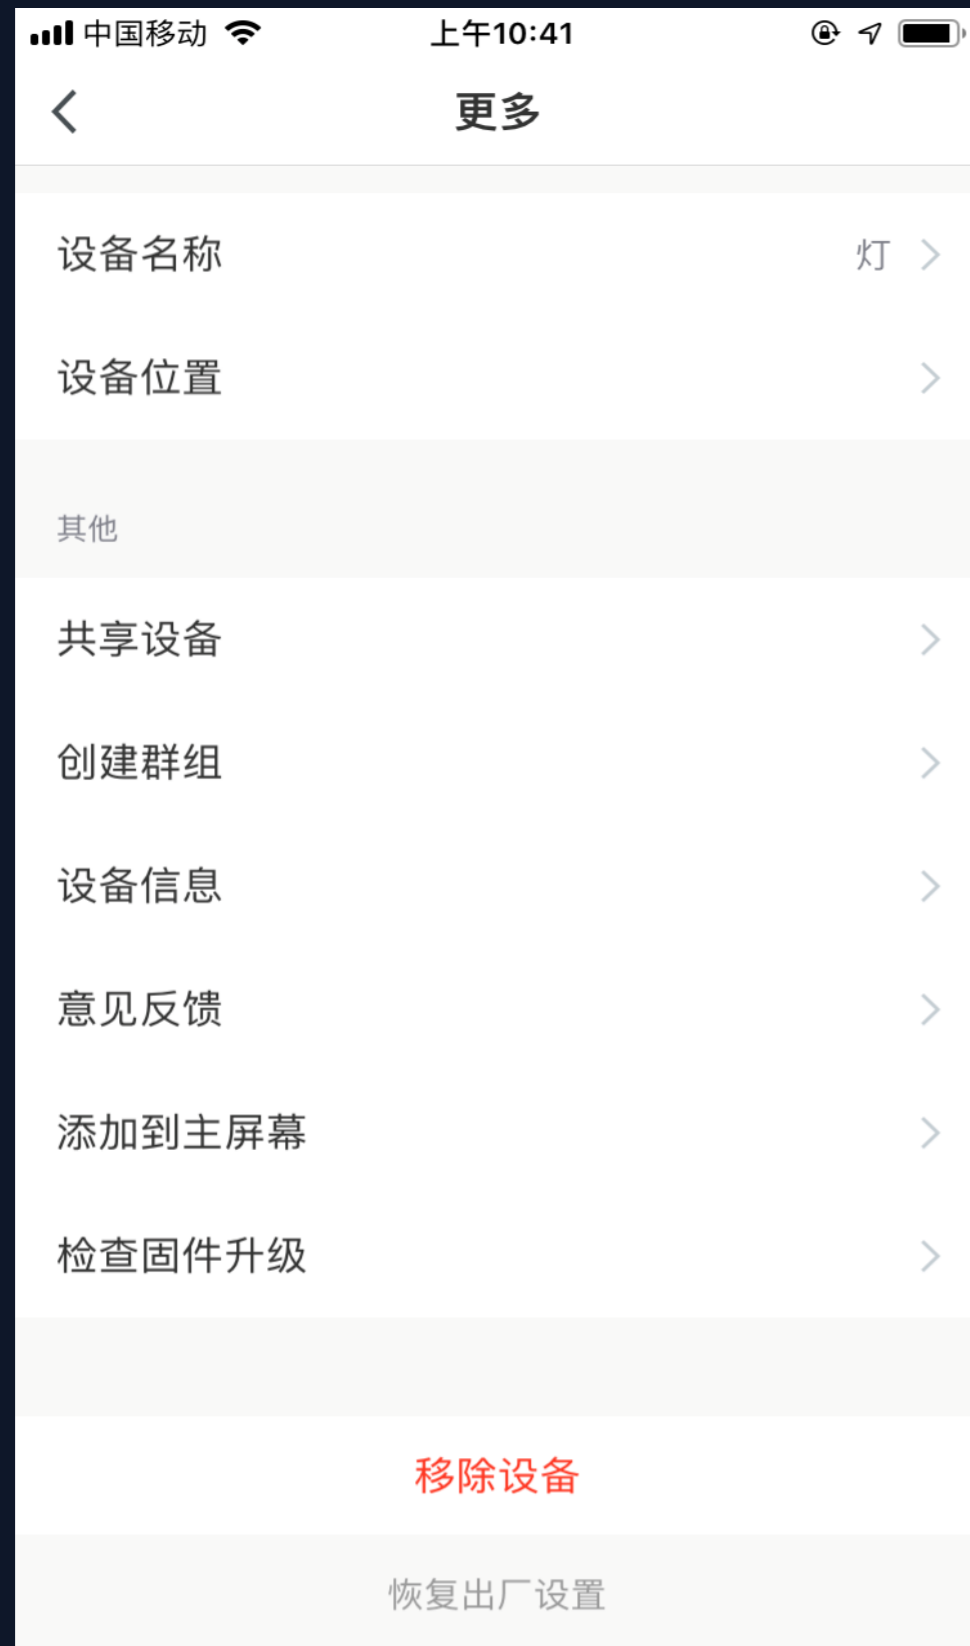 中国移动 上午10:41
更多
设备名称 灯
设备位置
其他
共享设备
创建群组
设备信息
意见反馈
添加到主屏幕
检查固件升级
移除设备
恢复出厂设置